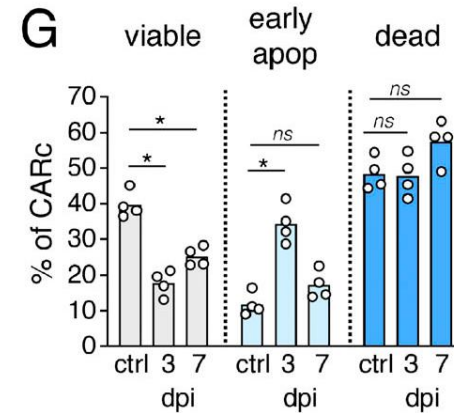 G
viable
early
apop
dead
% of CARc
70
60
50
40
30
20
10
0
*
*
ns
*
ns
ns
ctrl 3 7
ctrl 3 7
ctrl 3 7
dpi
dpi
dpi